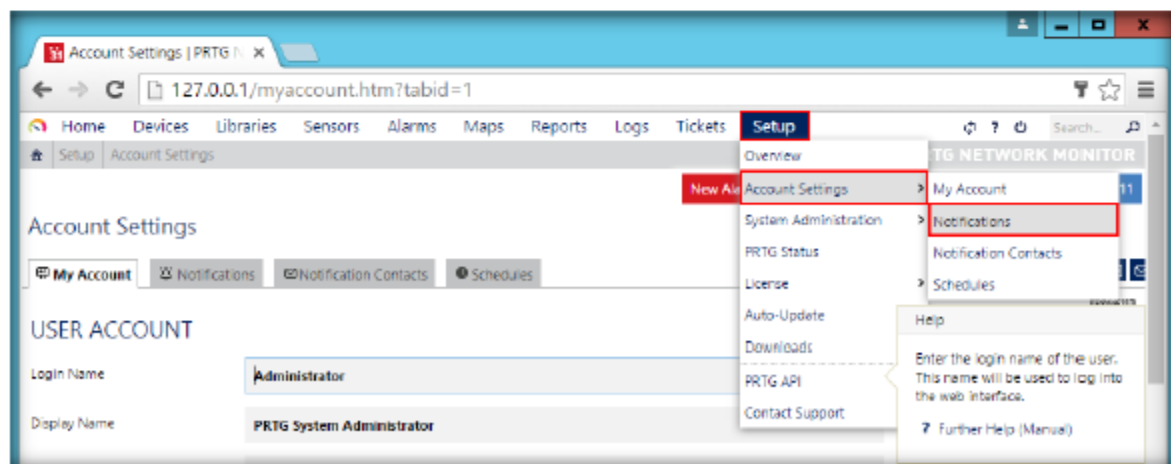 Account Settings | PRTG N
127.0.0.1/myaccount.htm?tabid=1
Home Devices Libraries Sensors Alarms Maps Reports Logs Tickets Setup Search...
Setup Account Settings
TG NETWORK MONITOR
Overview
New Ale
Account Settings
My Account
11
System Administration
Notifications
PRTG Status
Notification Contacts
License
Schedules
Auto-Update
Downloads
PRTG API
Contact Support
Account Settings
My Account Notifications Notification Contacts Schedules
USER ACCOUNT
Login Name Administrator
Display Name PRTG System Administrator
Help
Enter the login name of the user.
This name will be used to log into
the web interface.
? Further Help (Manual)